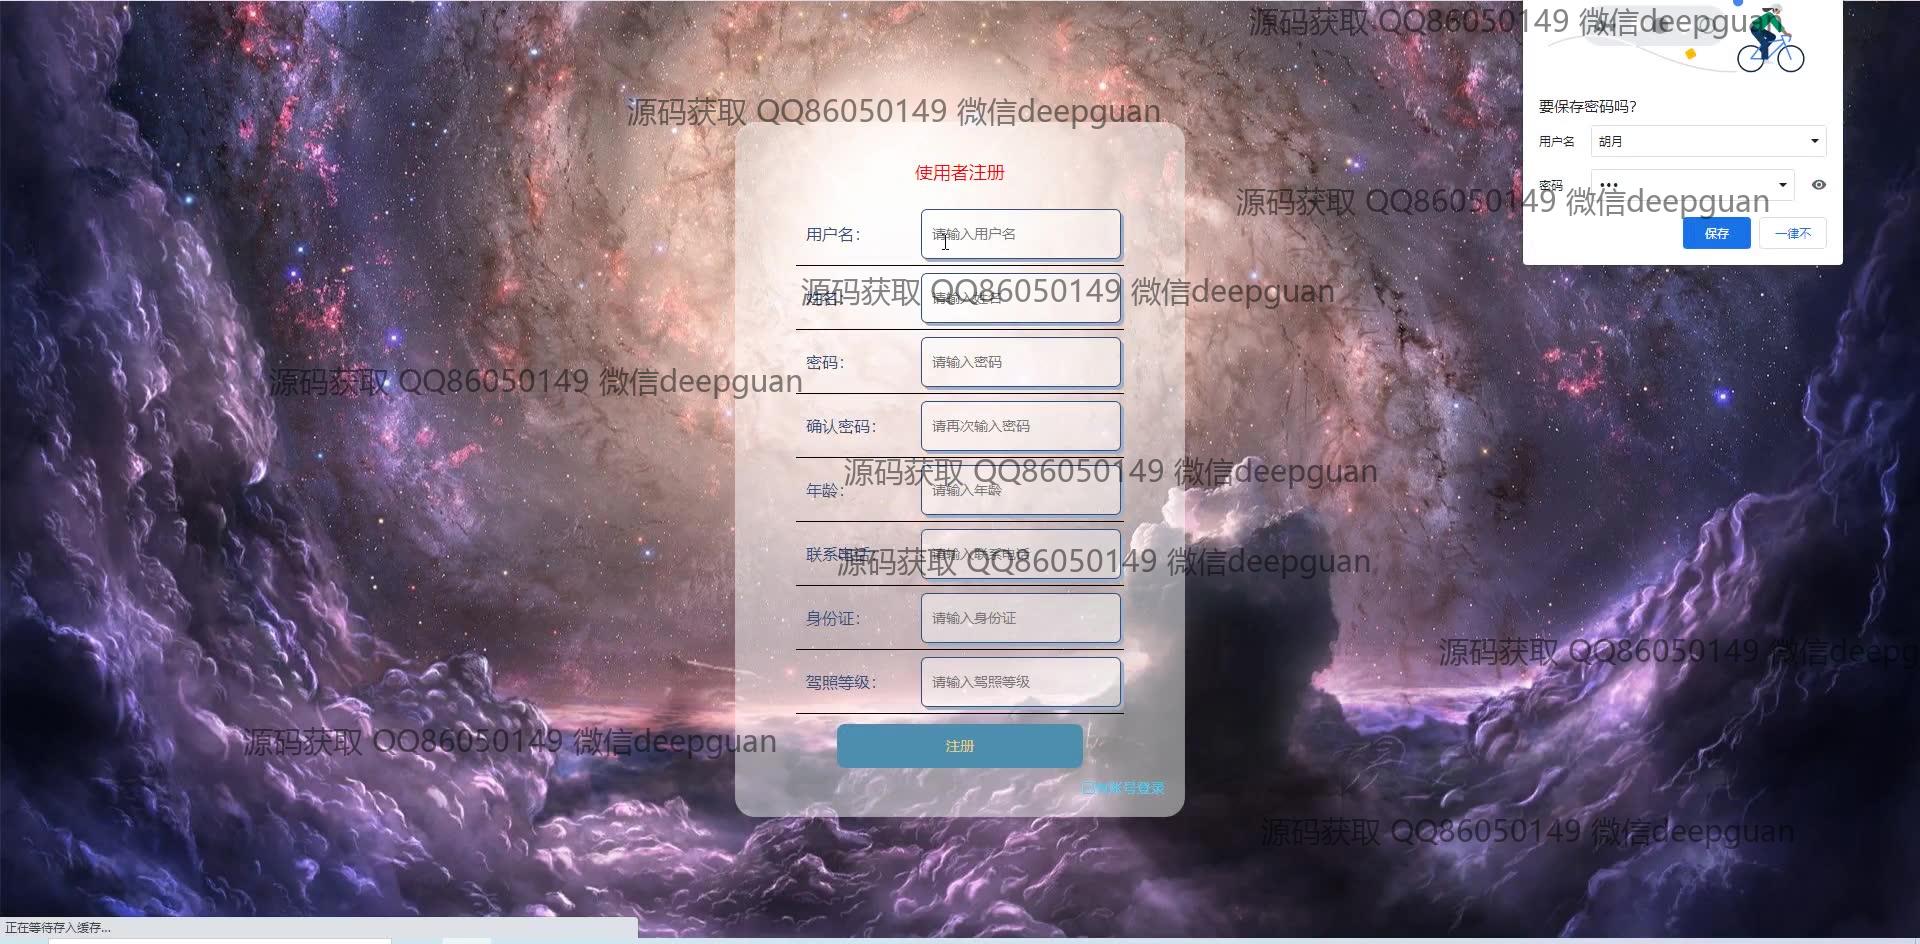 源码获取 QQ86050149 微信deepguan
要保存密码吗?
用户名 胡月
密码 •••
源码获取 QQ86050149 微信deepguan
保存 一律不
源码获取 QQ86050149 微信deepguan
使用者注册
用户名: 请输入用户名
姓名: 请输入姓名
源码获取 QQ86050149 微信deepguan
密码: 请输入密码
源码获取 QQ86050149 微信deepguan
确认密码: 请再次输入密码
源码获取 QQ86050149 微信deepguan
年龄: 请输入年龄
联系电话: 请输入联系电话
源码获取 QQ86050149 微信deepguan
身份证: 请输入身份证
源码获取 QQ86050149 微信deepg
驾照等级: 请输入驾照等级
源码获取 QQ86050149 微信deepguan
注册
已有账号登录
源码获取 QQ86050149 微信deepguan
正在等待存入缓存...